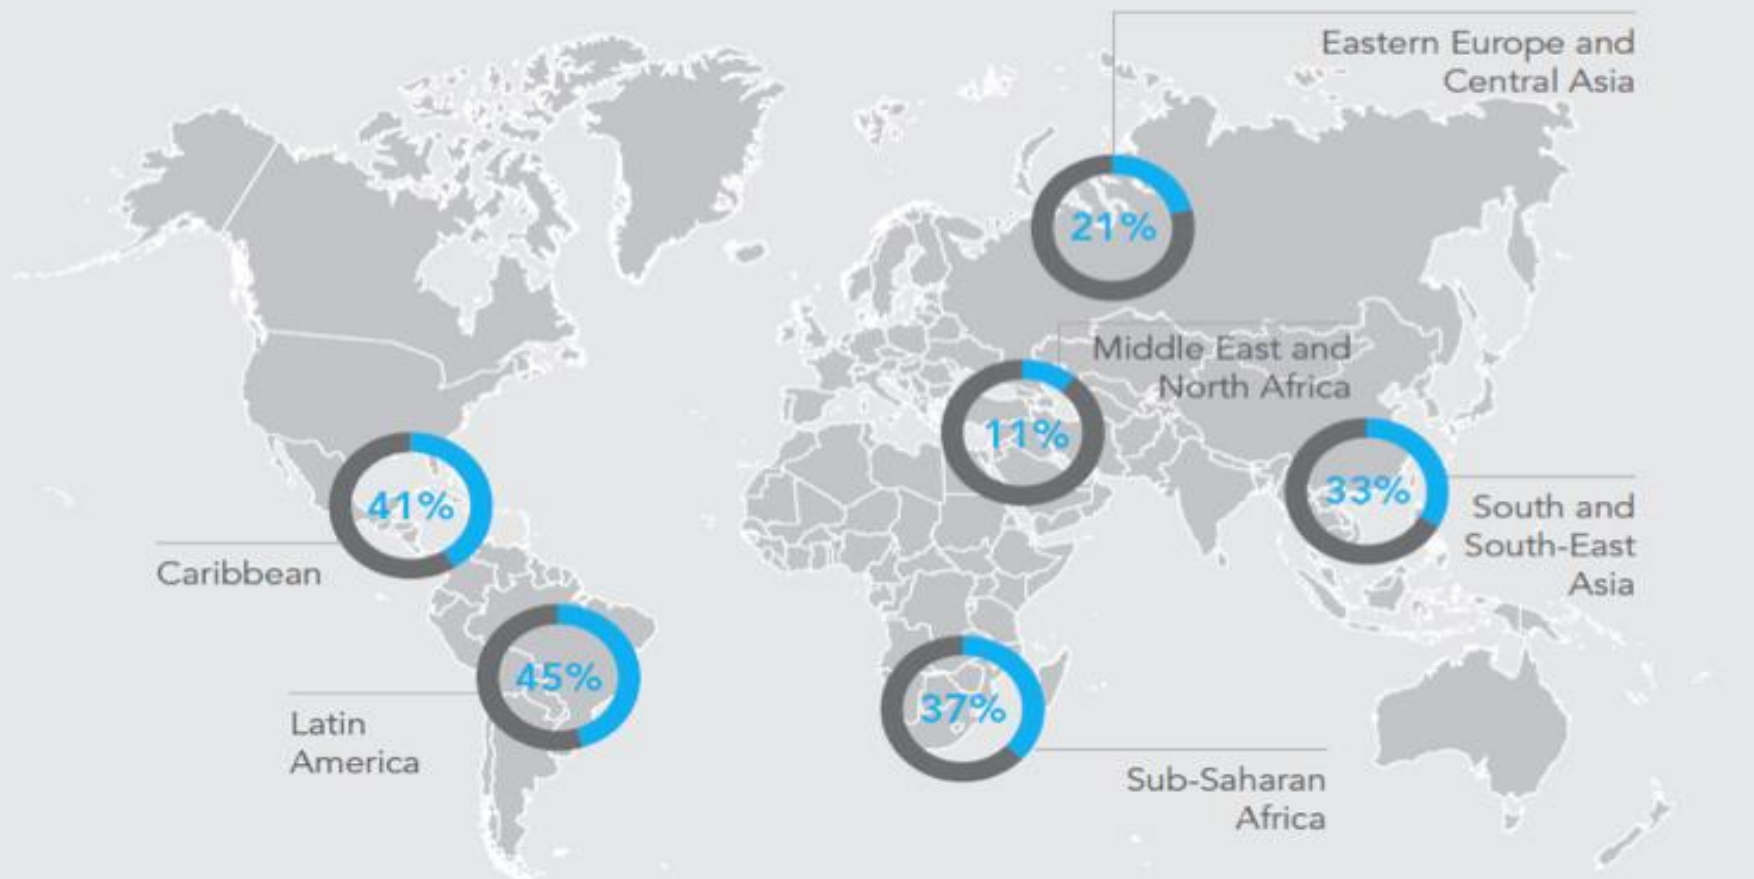 Eastern Europe and
Central Asia
21%
Middle East and
North Africa
11%
41%
Caribbean
33%
South and
South-East
Asia
45%
Latin
America
37%
Sub-Saharan
Africa